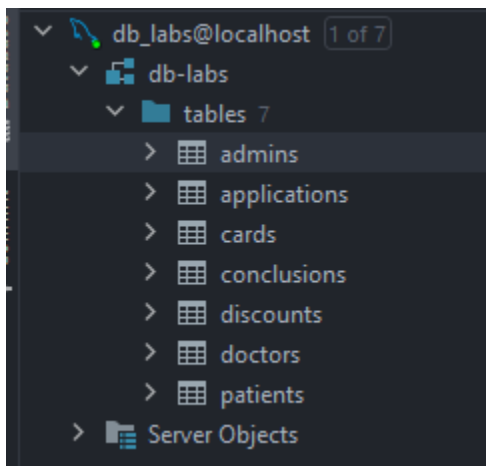 db_labs@localhost 1 of 7
db-labs
tables 7
admins
applications
cards
conclusions
discounts
doctors
patients
Server Objects